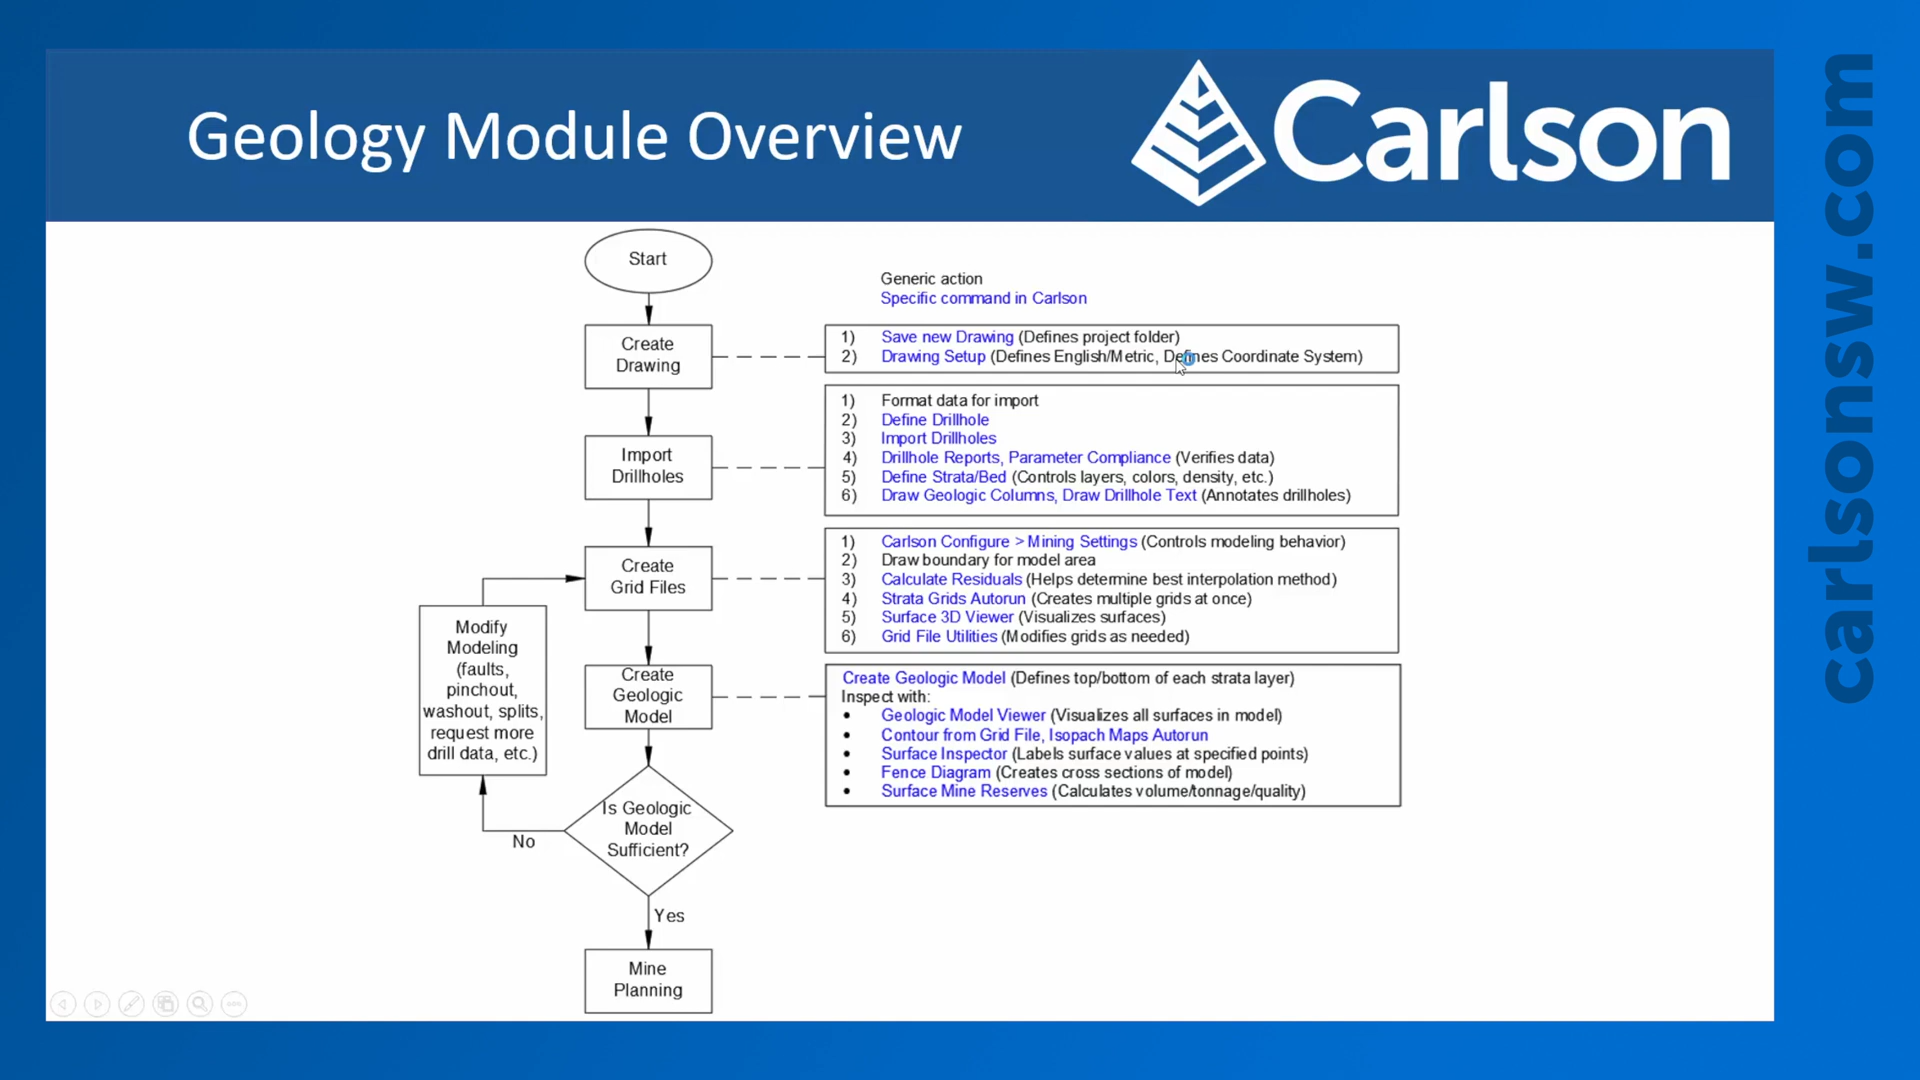 Geology Module Overview
Carlson
carlsonsw.com
Start
Generic action
Specific command in Carlson
Create
Drawing
1) Save new Drawing (Defines project folder)
2) Drawing Setup (Defines English/Metric, Defines Coordinate System)
Import
Drillholes
1) Format data for import
2) Define Drillhole
3) Import Drillholes
4) Drillhole Reports, Parameter Compliance (Verifies data)
5) Define Strata/Bed (Controls layers, colors, density, etc.)
6) Draw Geologic Columns, Draw Drillhole Text (Annotates drillholes)
Create
Grid Files
1) Carlson Configure > Mining Settings (Controls modeling behavior)
2) Draw boundary for model area
3) Calculate Residuals (Helps determine best interpolation method)
4) Strata Grids Autorun (Creates multiple grids at once)
5) Surface 3D Viewer (Visualizes surfaces)
6) Grid File Utilities (Modifies grids as needed)
Modify
Modeling
(faults,
pinchout,
washout, splits,
request more
drill data, etc.)
Create
Geologic
Model
Create Geologic Model (Defines top/bottom of each strata layer)
Inspect with:
• Geologic Model Viewer (Visualizes all surfaces in model)
• Contour from Grid File, Isopach Maps Autorun
• Surface Inspector (Labels surface values at specified points)
• Fence Diagram (Creates cross sections of model)
• Surface Mine Reserves (Calculates volume/tonnage/quality)
Is Geologic
Model
Sufficient?
No
Yes
Mine
Planning